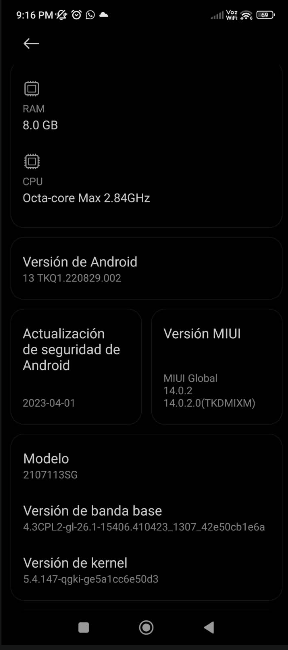 9:16 PM
Voz
WiFi
69
RAM
8.0 GB
CPU
Octa-core Max 2.84GHz
Versión de Android
13 TKQ1.220829.002
Actualización
de seguridad de
Android
2023-04-01
Versión MIUI
MIUI Global
14.0.2
14.0.2.0(TKDMIXM)
Modelo
2107113SG
Versión de banda base
4.3CPL2-gl-26.1-15406.410423_1307_42e50cb1e6a
Versión de kernel
5.4.147-qgki-ge5a1cc6e50d3